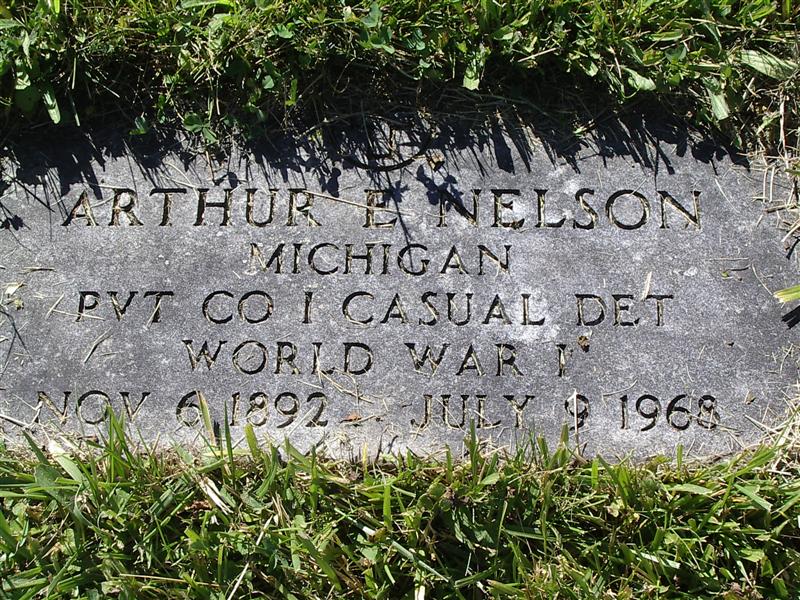 ARTHUR E NELSON
MICHIGAN
PVT CO I CASUAL DET
WORLD WAR I
NOV 6 1892 JULY 9 1968